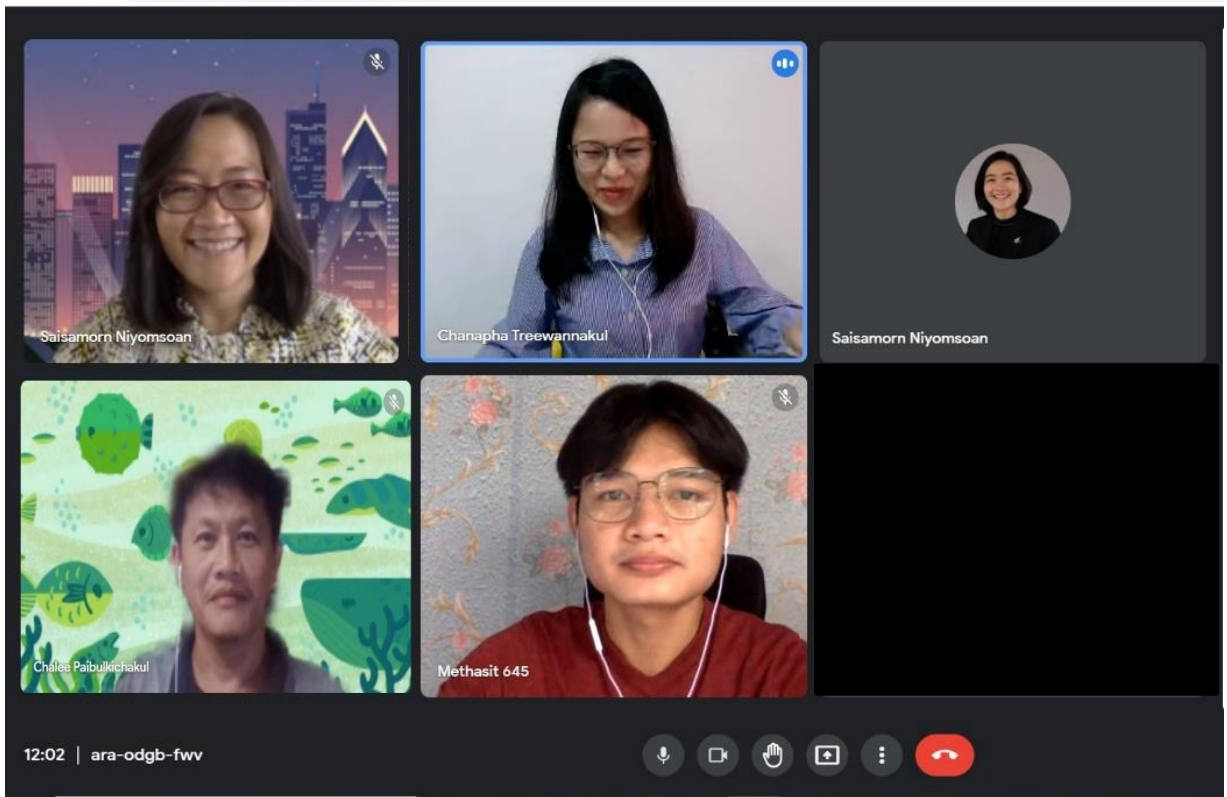 Saisamorn Niyomsoan
Chanapha Treewannakul
Saisamorn Niyomsoan
Chalee Paibulkichakul
Methasit 645
12:02 | ara-odgb-fwv